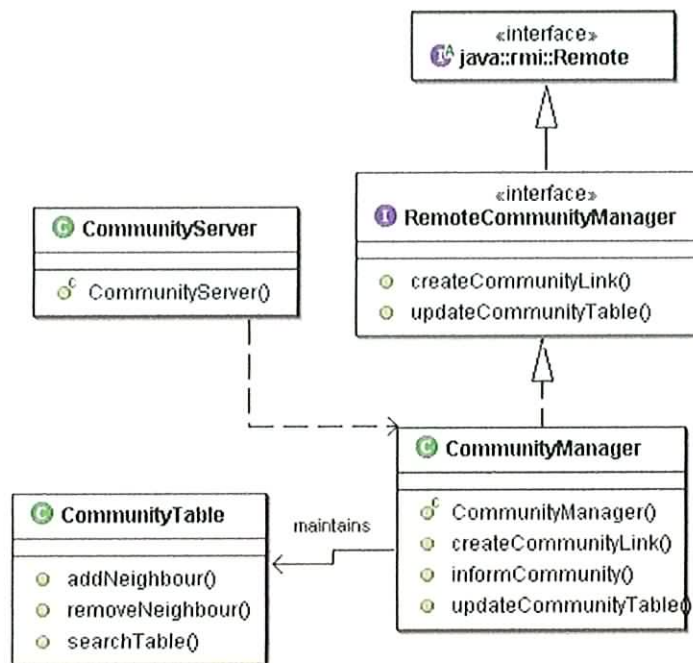 «interface»
java::rmi::Remote
«interface»
RemoteCommunityManager
createCommunityLink()
updateCommunityTable()
CommunityServer
CommunityServer()
CommunityManager
CommunityManager()
createCommunityLink()
informCommunity()
updateCommunityTable()
maintains
CommunityTable
addNeighbour()
removeNeighbour()
searchTable()